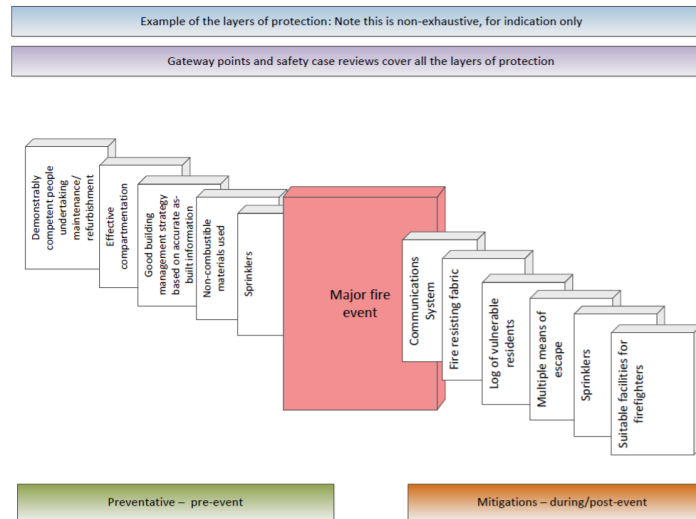 Example of the layers of protection: Note this is non-exhaustive, for indication only
Gateway points and safety case reviews cover all the layers of protection
Demonstrably
competent people
undertaking
maintenance/
refurbishment
Effective
compartmentation
Good building
management strategy
based on accurate as-
built information
Non-combustible
materials used
Sprinklers
Major fire
event
Communications
System
Fire resisting fabric
Log of vulnerable
residents
Multiple means of
escape
Sprinklers
Suitable facilities for
firefighters
Preventative – pre-event
Mitigations – during/post-event